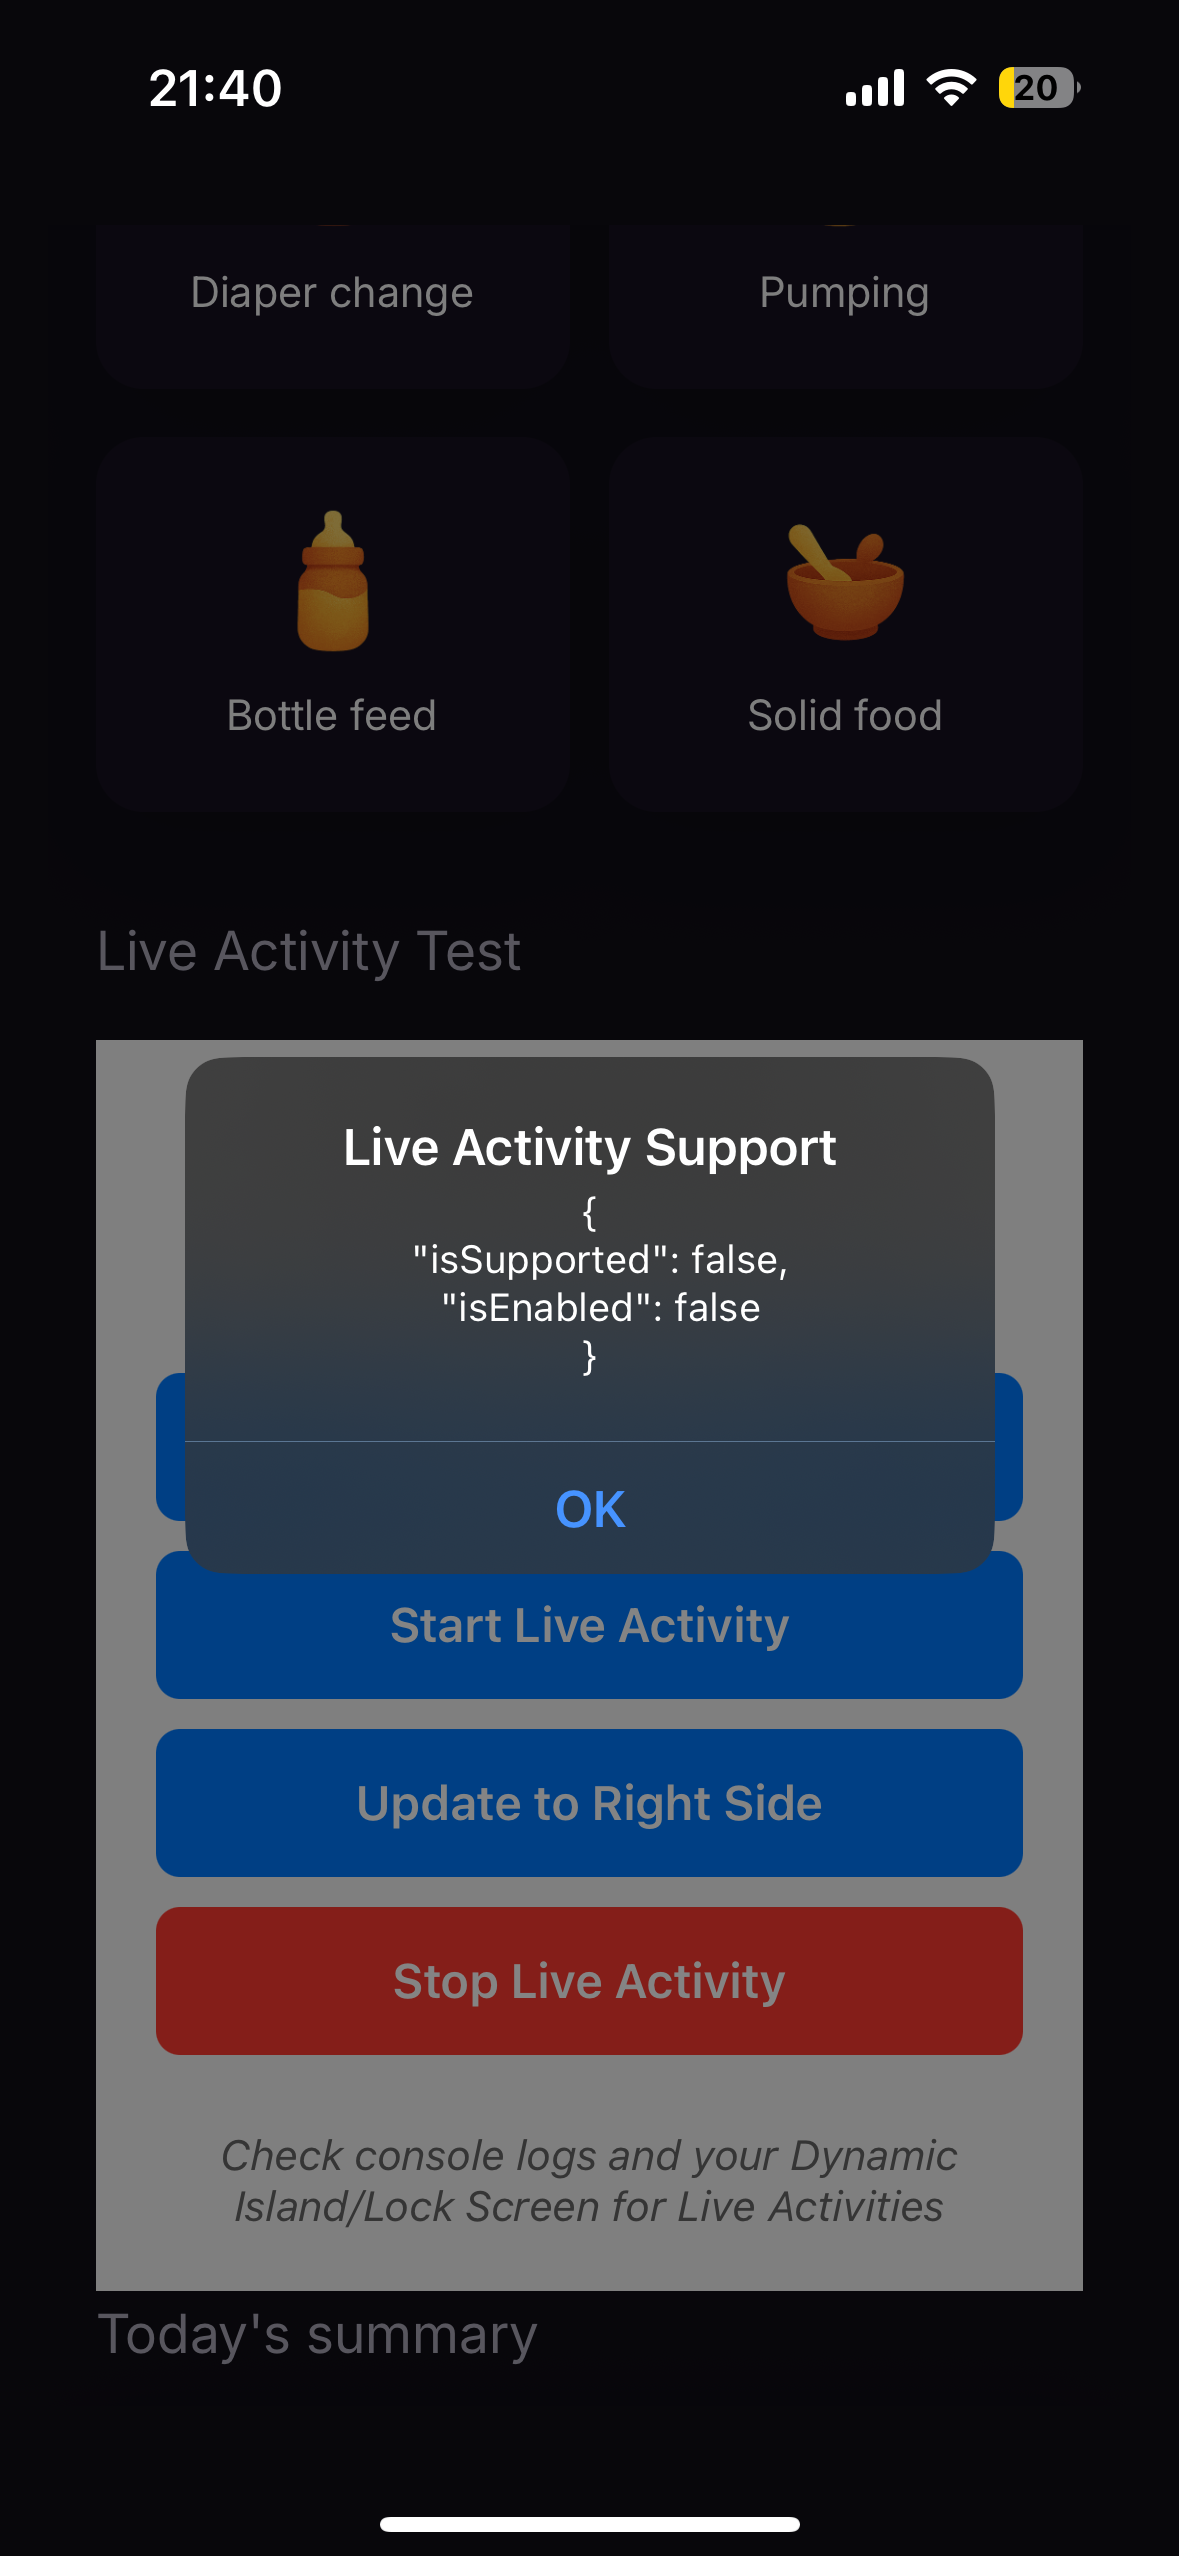 21:40
20
Diaper change
Pumping
Bottle feed
Solid food
Live Activity Test
Live Activity Support
{
"isSupported": false,
"isEnabled": false
}
OK
Start Live Activity
Update to Right Side
Stop Live Activity
Check console logs and your Dynamic
Island/Lock Screen for Live Activities
Today's summary